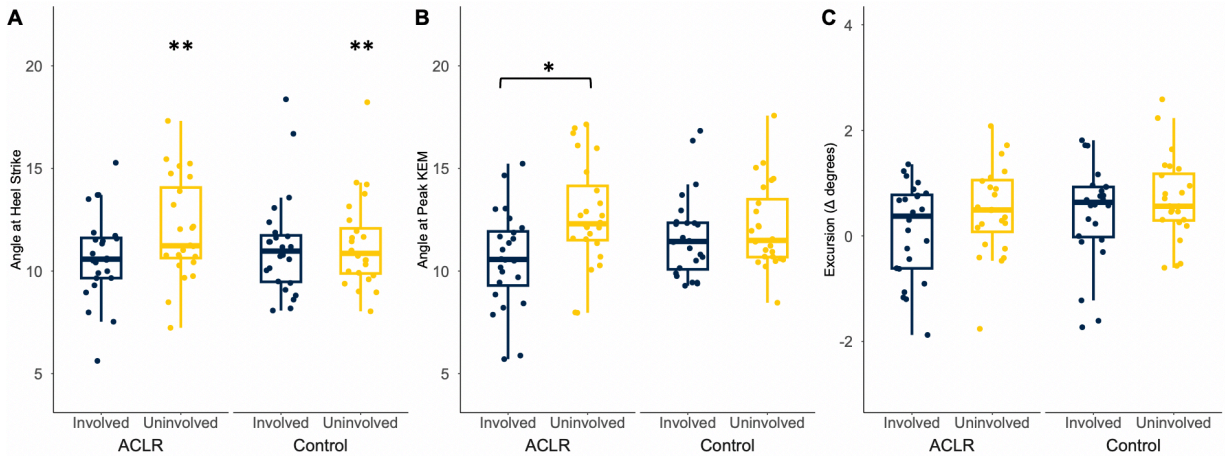 A
Angle at Heel Strike
20
15
10
5
**
**
Involved Uninvolved Involved Uninvolved
ACLR Control
B
Angle at Peak KEM
20
15
10
5
*
Involved Uninvolved Involved Uninvolved
ACLR Control
C
Excursion (Δ degrees)
4
2
0
-2
Involved Uninvolved Involved Uninvolved
ACLR Control